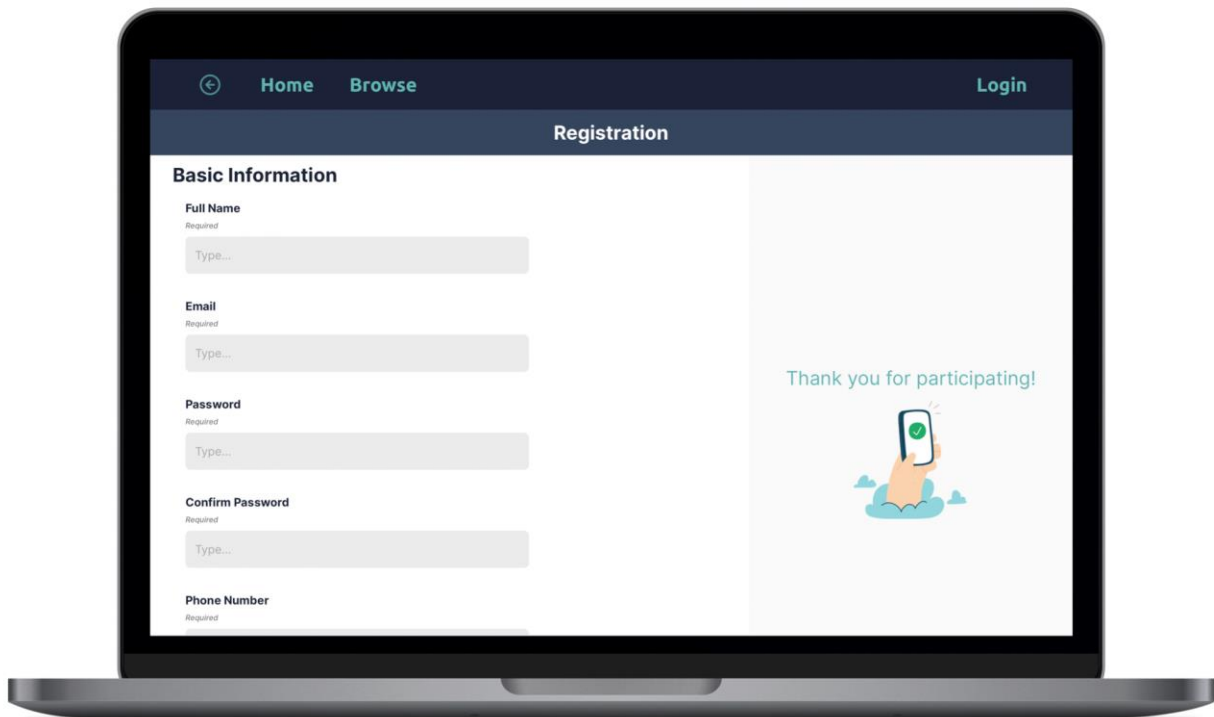 Home Browse Login
Registration
Basic Information
Full Name
Required
Type...
Email
Required
Type...
Password
Required
Type...
Confirm Password
Required
Type...
Phone Number
Required
Thank you for participating!